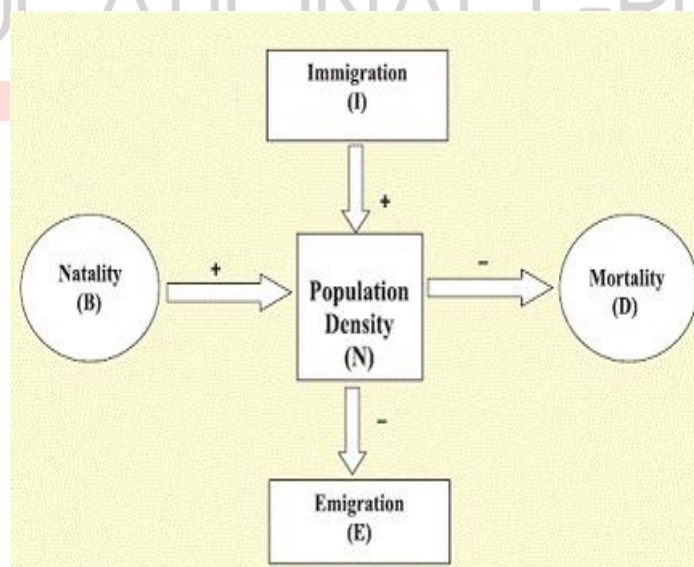 Immigration
(I)
+
Natality
(B)
+
Population
Density
(N)
–
Mortality
(D)
–
Emigration
(E)